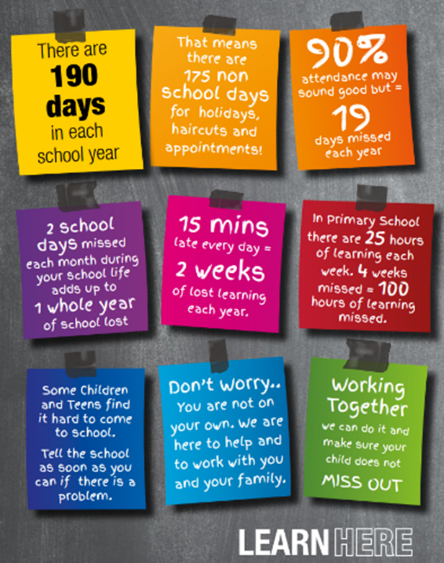 There are
190
days
in each
school year
That means
there are
175 non
school days
for holidays,
haircuts and
appointments!
90%
attendance may
sound good but =
19
days missed
each year
2 school
days missed
each month during
your school life
adds up to
1 whole year
of school lost
15 mins
late every day =
2 weeks
of lost learning
each year.
In Primary School
there are 25 hours
of learning each
week. 4 weeks
missed = 100
hours of learning
missed.
Some Children
and Teens find
it hard to come
to school.
Tell the school
as soon as you
can if there is a
problem.
Don't worry..
You are not on
your own. We are
here to help and
to work with you
and your family.
Working
Together
we can do it and
make sure your
child does not
MISS OUT
LEARN HERE